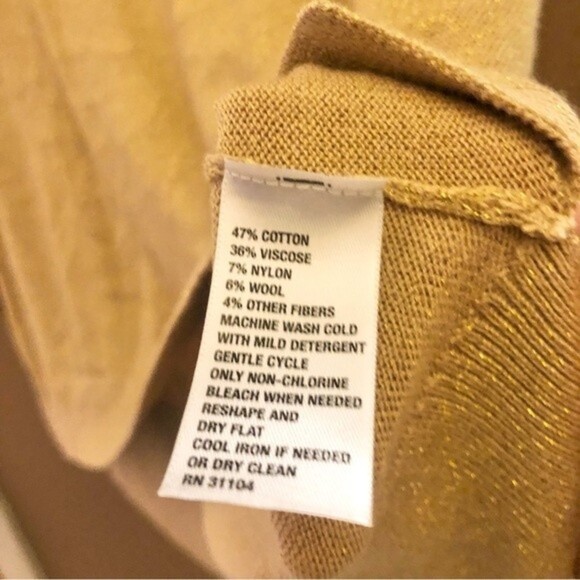 47% COTTON
36% VISCOSE
7% NYLON
6% WOOL
4% OTHER FIBERS
MACHINE WASH COLD
WITH MILD DETERGENT
GENTLE CYCLE
ONLY NON-CHLORINE
BLEACH WHEN NEEDED
RESHAPE AND
DRY FLAT
COOL IRON IF NEEDED
OR DRY CLEAN
RN 31104